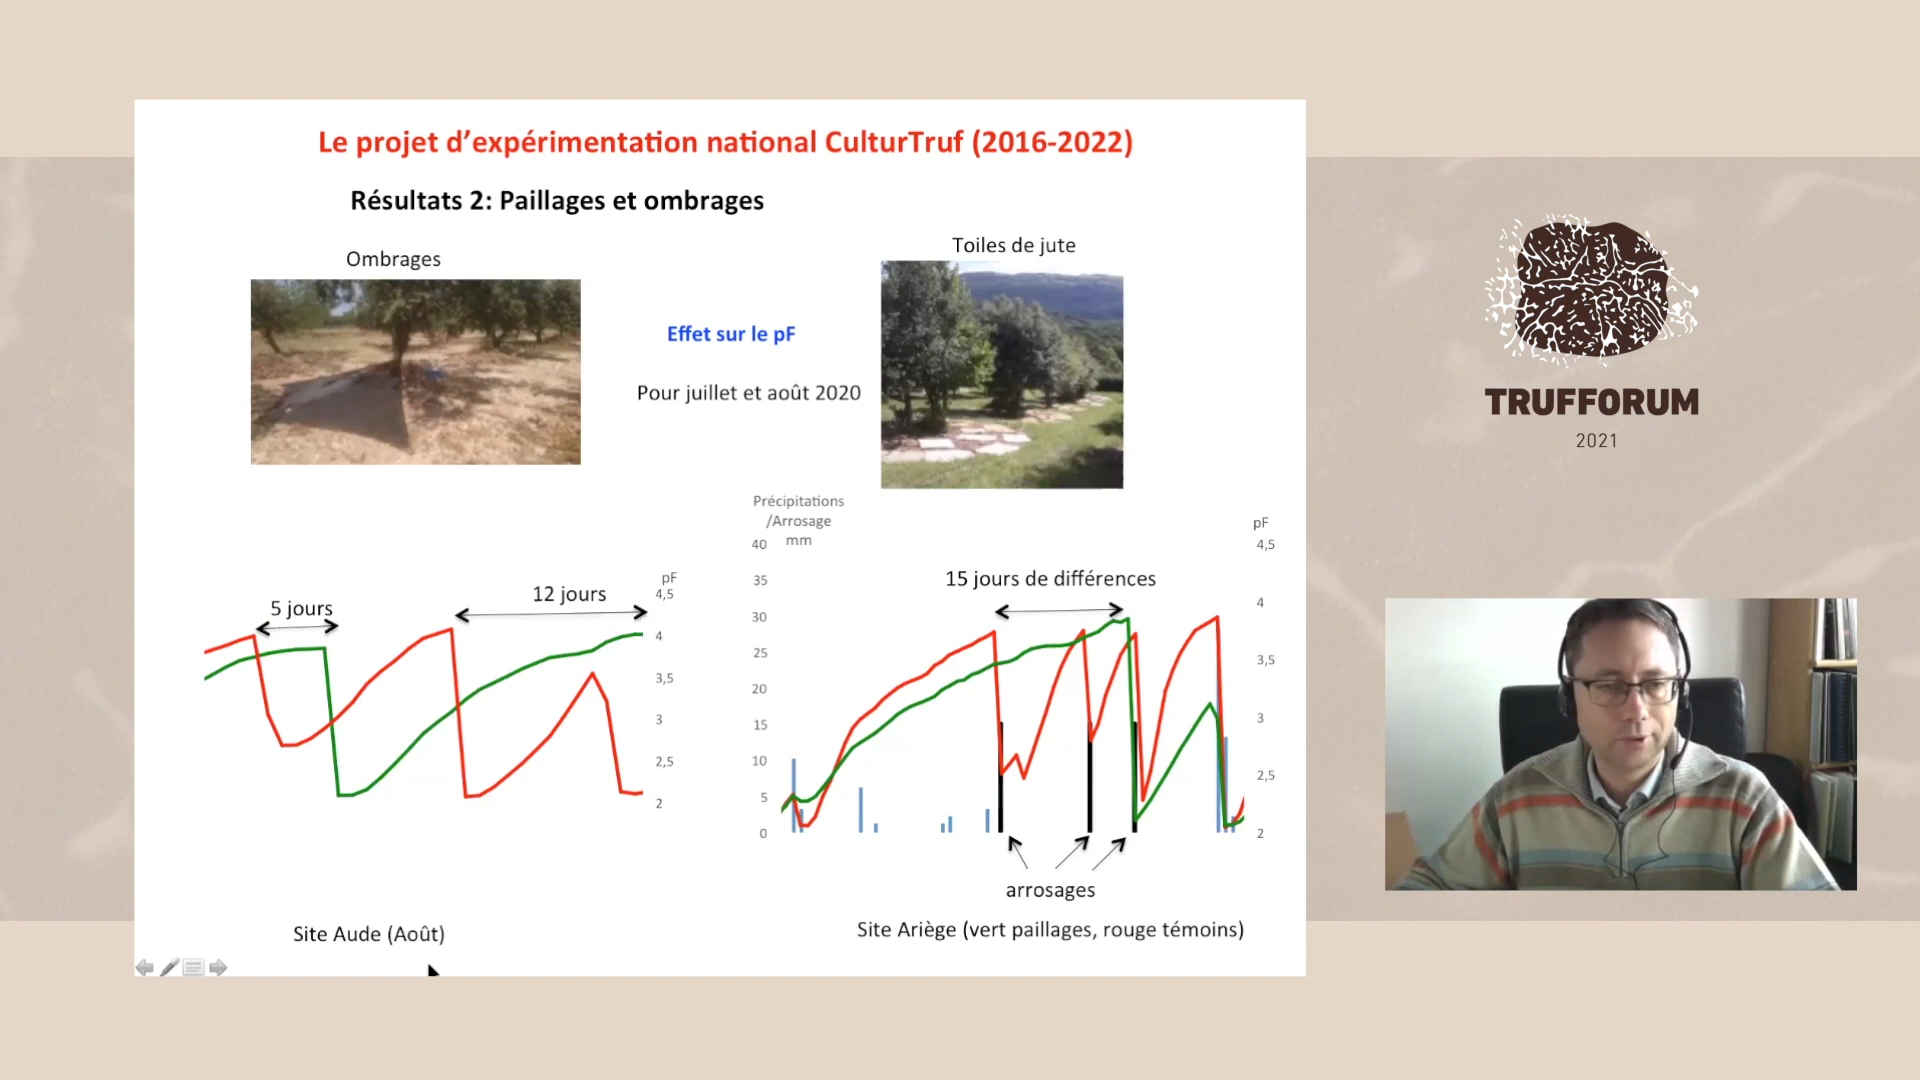 Le projet d’expérimentation national CulturTruf (2016-2022)
Résultats 2: Paillages et ombrages
Ombrages
Toiles de jute
Effet sur le pF
Pour juillet et août 2020
5 jours
12 jours
pF
4,5
4
3,5
3
2,5
2
Site Aude (Août)
Précipitations
/Arrosage
mm
40
35
30
25
20
15
10
5
0
15 jours de différences
pF
4,5
4
3,5
3
2,5
2
arrosages
Site Ariège (vert paillages, rouge témoins)
TRUFFORUM
2021